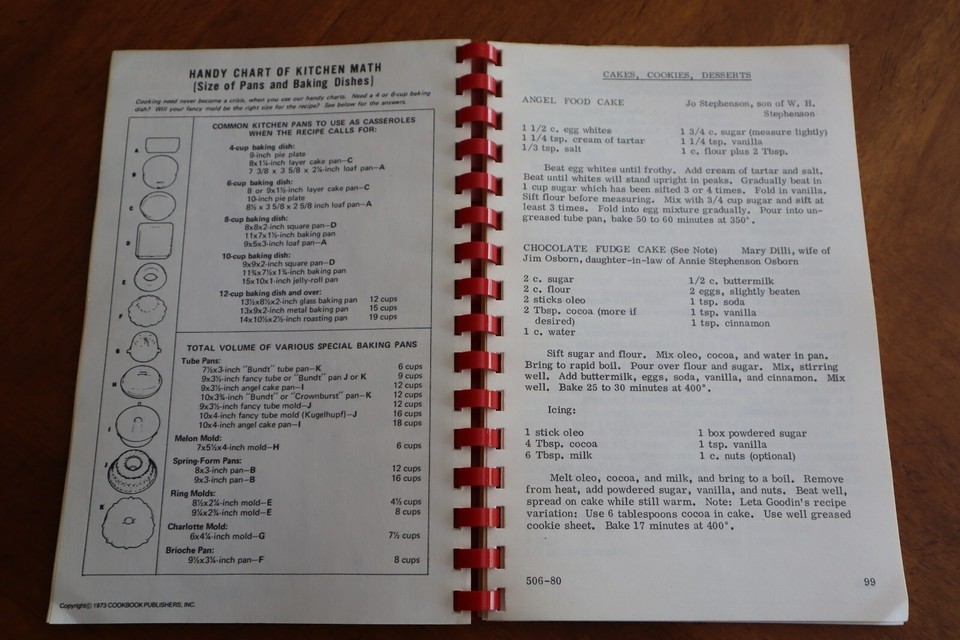 HANDY CHART OF KITCHEN MATH
(Size of Pans and Baking Dishes)
Cooking need never become a crisis, when you use our handy charts. Need a 4 or 6-cup baking
dish? Will your fancy mold be the right size for the recipe? See below for the answers.
COMMON KITCHEN PANS TO USE AS CASSEROLES
WHEN THE RECIPE CALLS FOR:
4-cup baking dish:
9-inch pie plate
8x1¼-inch layer cake pan—C
7 3/8 x 3 5/8 x 2¼-inch loaf pan—A
6-cup baking dish:
8 or 9x1½-inch layer cake pan—C
10-inch pie plate
8½ x 3 5/8 x 2 5/8 inch loaf pan—A
8-cup baking dish:
8x8x2-inch square pan—D
11x7x1½-inch baking pan
9x5x3-inch loaf pan—A
10-cup baking dish:
9x9x2-inch square pan—D
11¾x7½x1¾-inch baking pan
15x10x1-inch jelly-roll pan
12-cup baking dish and over:
13½x8½x2-inch glass baking pan 12 cups
13x9x2-inch metal baking pan 15 cups
14x10½x2½-inch roasting pan 19 cups
TOTAL VOLUME OF VARIOUS SPECIAL BAKING PANS
Tube Pans:
7½x3-inch "Bundt" tube pan—K 6 cups
9x3½-inch fancy tube or "Bundt" pan J or K 9 cups
9x3½-inch angel cake pan—I 12 cups
10x3¾-inch "Bundt" or "Crownburst" pan—K 12 cups
9x3½-inch fancy tube mold—J 12 cups
10x4-inch fancy tube mold (Kugelhupf)—J 16 cups
10x4-inch angel cake pan—I 18 cups
Melon Mold:
7x5½x4-inch mold—H 6 cups
Spring-Form Pans:
8x3-inch pan—B 12 cups
9x3-inch pan—B 16 cups
Ring Molds:
8½x2¼-inch mold—E 4½ cups
9¼x2¾-inch mold—E 8 cups
Charlotte Mold:
6x4¼-inch mold—G 7½ cups
Brioche Pan:
9½x3¼-inch pan—F 8 cups
A
B
C
D
E
F
G
H
I
J
K
Copyright© 1973 COOKBOOK PUBLISHERS, INC.
CAKES, COOKIES, DESSERTS
ANGEL FOOD CAKE Jo Stephenson, son of W. H.
Stephenson
1 1/2 c. egg whites 1 3/4 c. sugar (measure lightly)
1 1/4 tsp. cream of tartar 1 1/4 tsp. vanilla
1/3 tsp. salt 1 c. flour plus 2 Tbsp.
Beat egg whites until frothy. Add cream of tartar and salt.
Beat until whites will stand upright in peaks. Gradually beat in
1 cup sugar which has been sifted 3 or 4 times. Fold in vanilla.
Sift flour before measuring. Mix with 3/4 cup sugar and sift at
least 3 times. Fold into egg mixture gradually. Pour into un-
greased tube pan, bake 50 to 60 minutes at 350°.
CHOCOLATE FUDGE CAKE (See Note) Mary Dilli, wife of
Jim Osborn, daughter-in-law of Annie Stephenson Osborn
2 c. sugar 1/2 c. buttermilk
2 c. flour 2 eggs, slightly beaten
2 sticks oleo 1 tsp. soda
2 Tbsp. cocoa (more if 1 tsp. vanilla
desired) 1 tsp. cinnamon
1 c. water
Sift sugar and flour. Mix oleo, cocoa, and water in pan.
Bring to rapid boil. Pour over flour and sugar. Mix, stirring
well. Add buttermilk, eggs, soda, vanilla, and cinnamon. Mix
well. Bake 25 to 30 minutes at 400°.
Icing:
1 stick oleo 1 box powdered sugar
4 Tbsp. cocoa 1 tsp. vanilla
6 Tbsp. milk 1 c. nuts (optional)
Melt oleo, cocoa, and milk, and bring to a boil. Remove
from heat, add powdered sugar, vanilla, and nuts. Beat well,
spread on cake while still warm. Note: Leta Goodin's recipe
variation: Use 6 tablespoons cocoa in cake. Use well greased
cookie sheet. Bake 17 minutes at 400°.
506-80 99